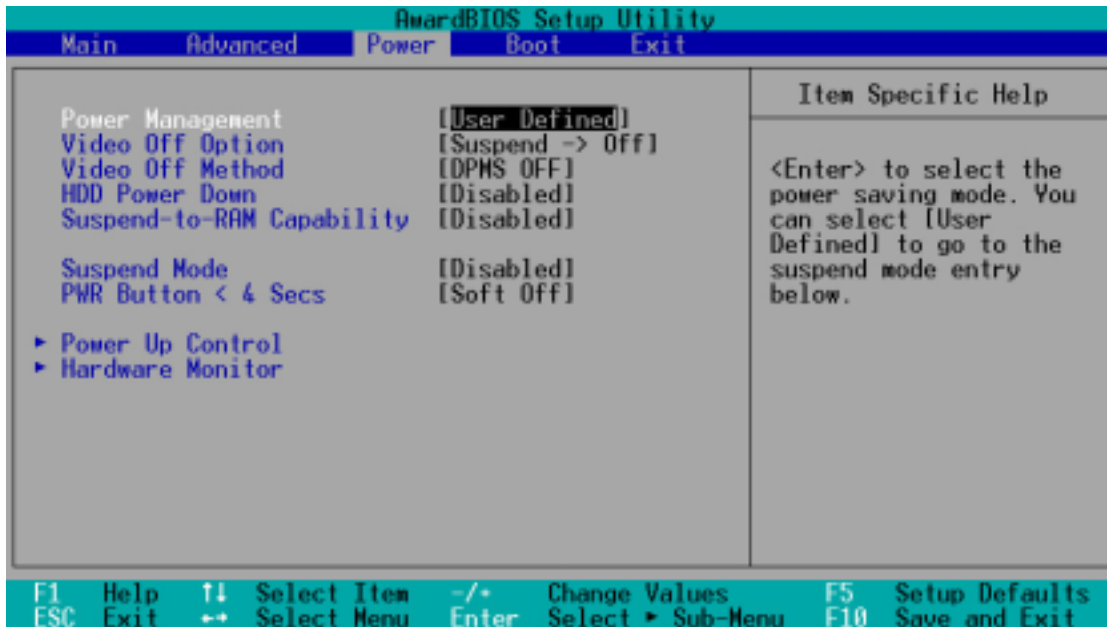 AwardBIOS Setup Utility
Main Advanced Power Boot Exit
Power Management [User Defined]
Video Off Option [Suspend -> Off]
Video Off Method [DPMS OFF]
HDD Power Down [Disabled]
Suspend-to-RAM Capability [Disabled]
Suspend Mode [Disabled]
PWR Button < 4 Secs [Soft Off]
► Power Up Control
► Hardware Monitor
Item Specific Help
<Enter> to select the
power saving mode. You
can select [User
Defined] to go to the
suspend mode entry
below.
F1 Help ↑↓ Select Item -/+ Change Values F5 Setup Defaults
ESC Exit ←→ Select Menu Enter Select ► Sub-Menu F10 Save and Exit